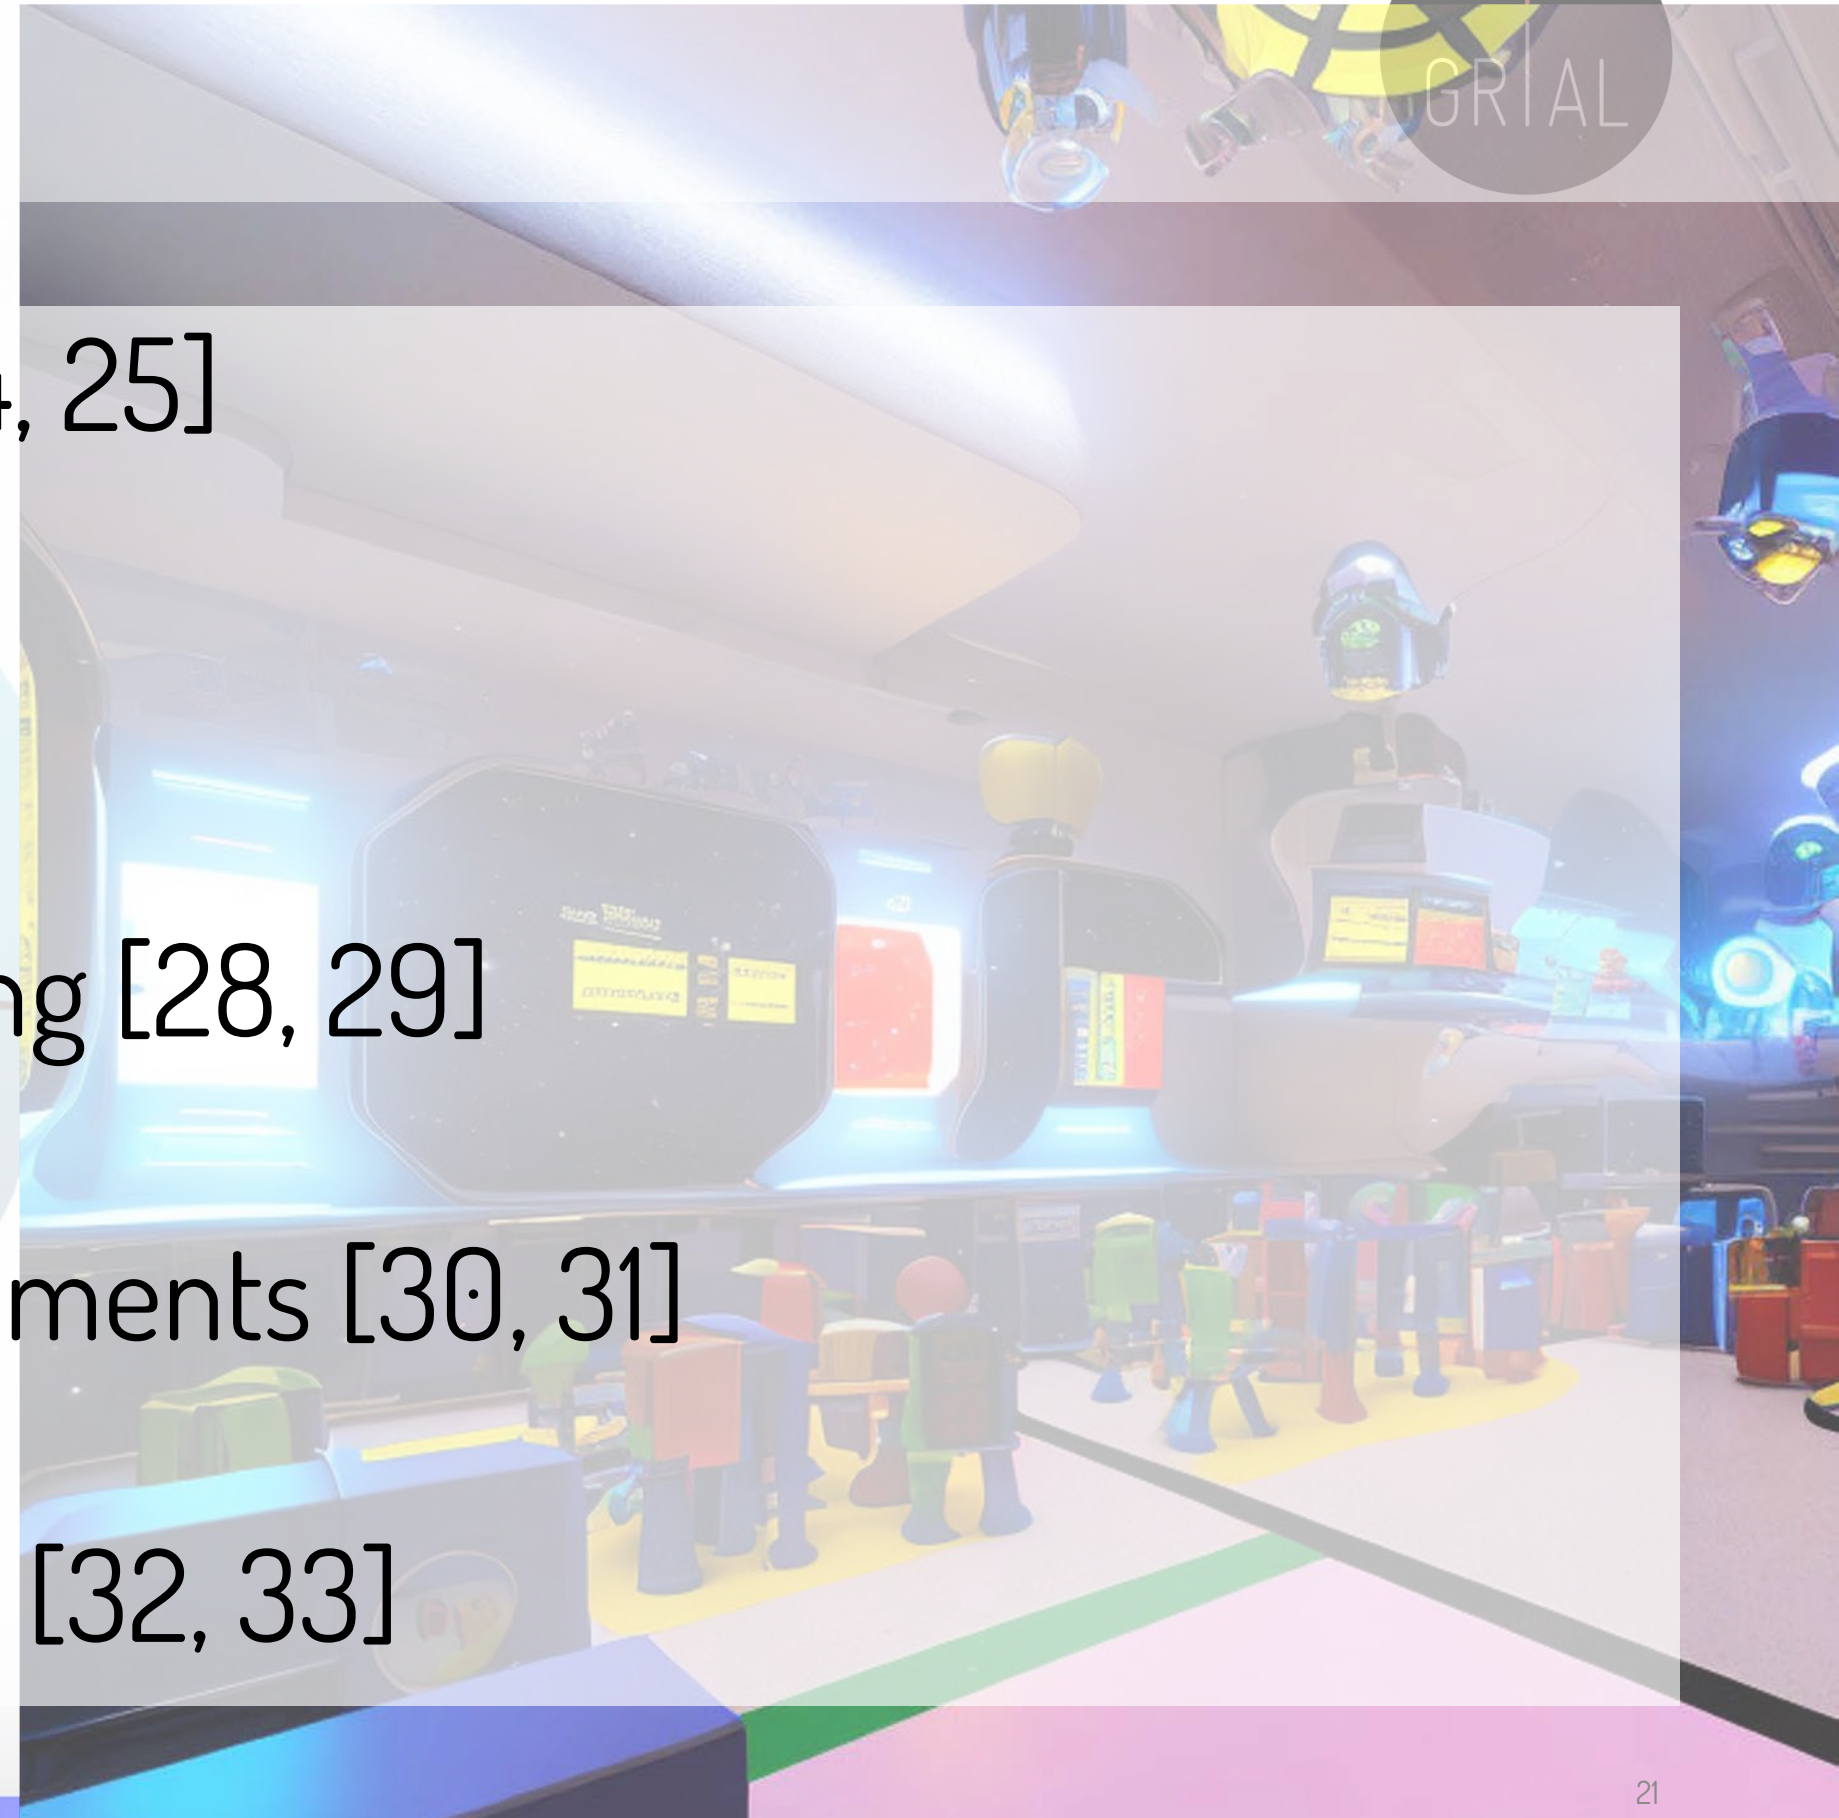 GRIAL
, 25]
ng [28, 29]
ments [30, 31]
[32, 33]
21